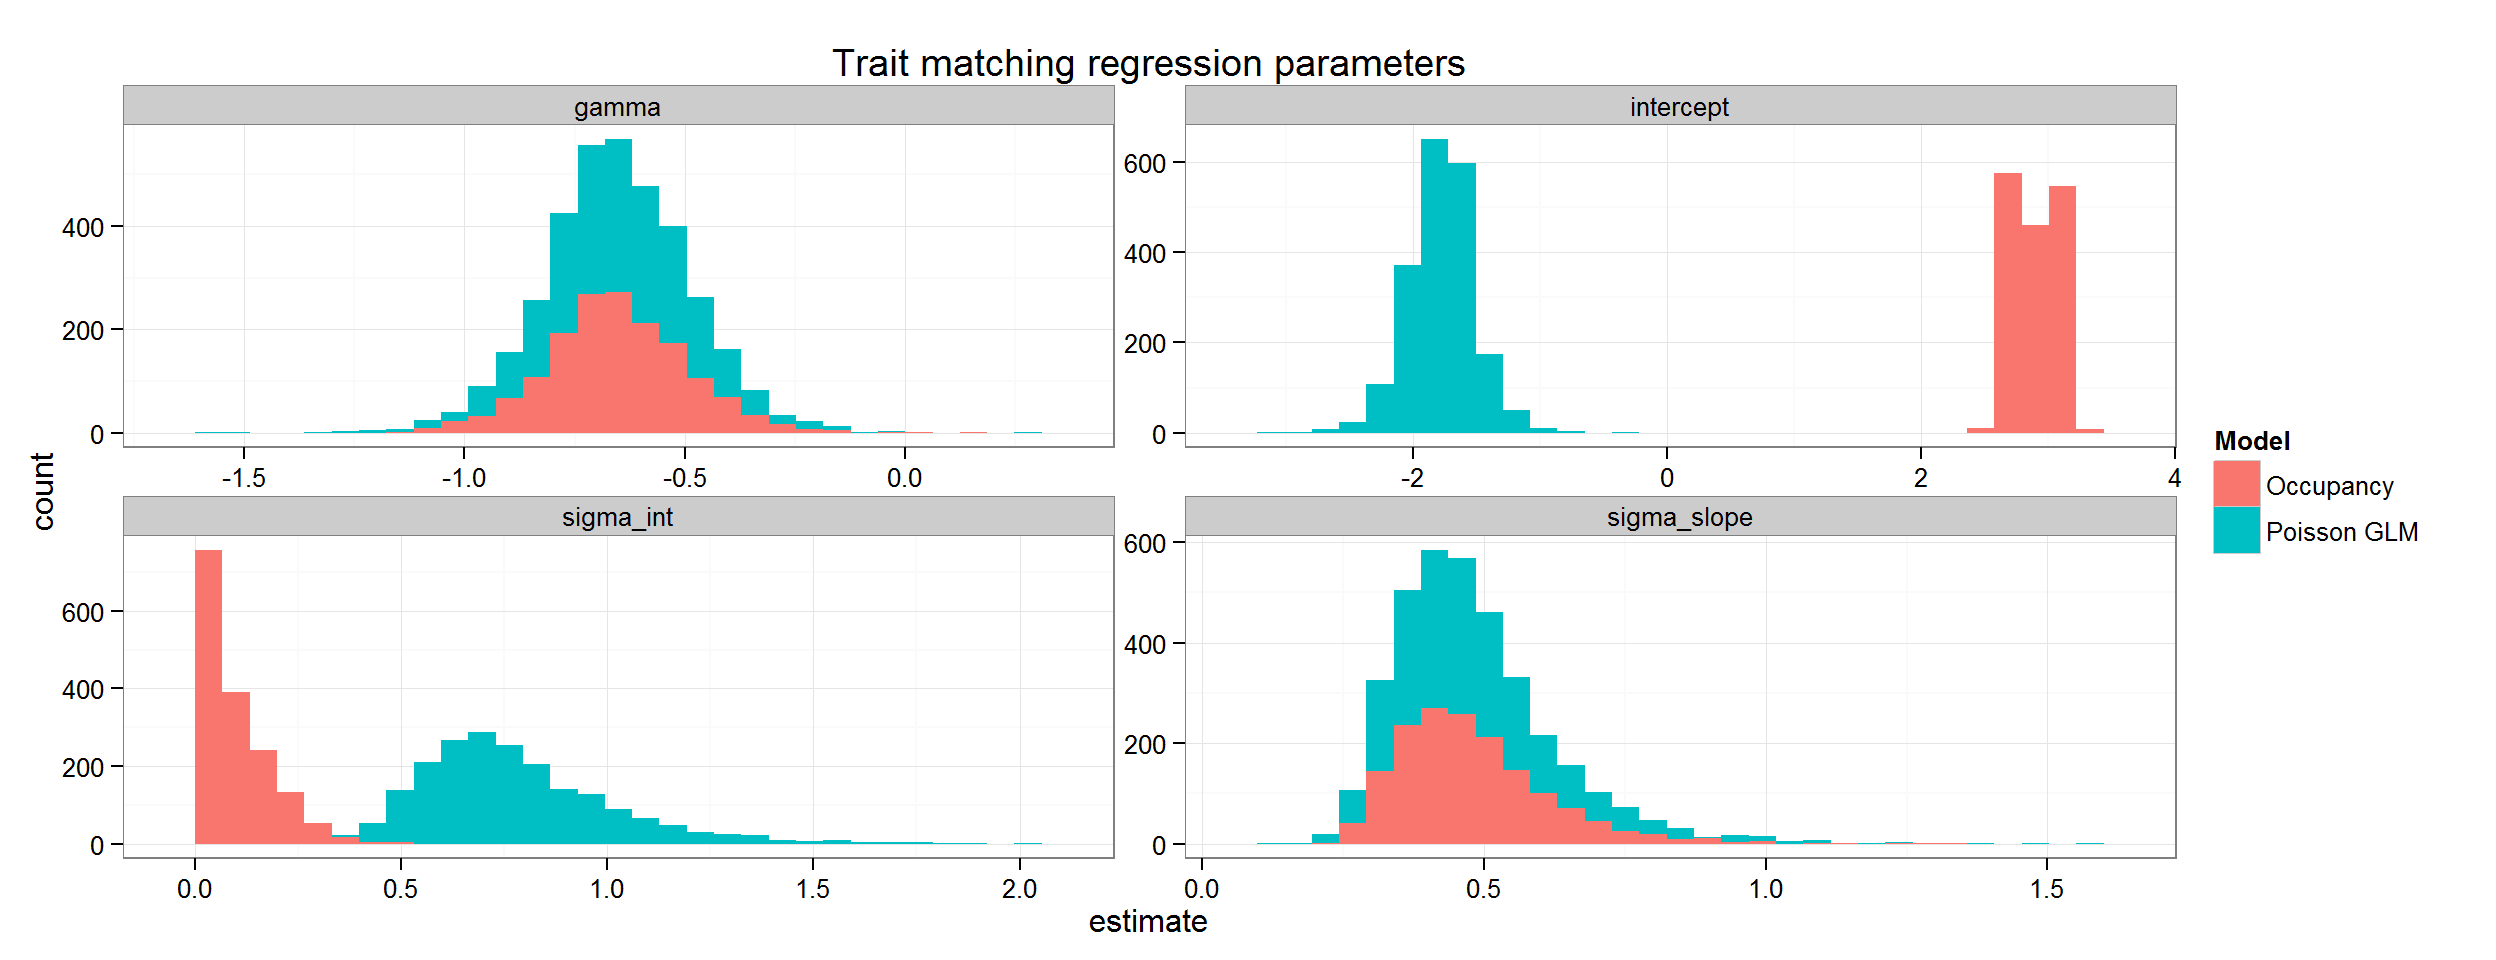 Trait matching regression parameters
gamma
intercept
400
200
0
-1.5 -1.0 -0.5 0.0
600
400
200
0
-2 0 2 4
count
sigma_int
sigma_slope
600
400
200
0
0.0 0.5 1.0 1.5 2.0
600
400
200
0
0.0 0.5 1.0 1.5
estimate
Model
Occupancy
Poisson GLM